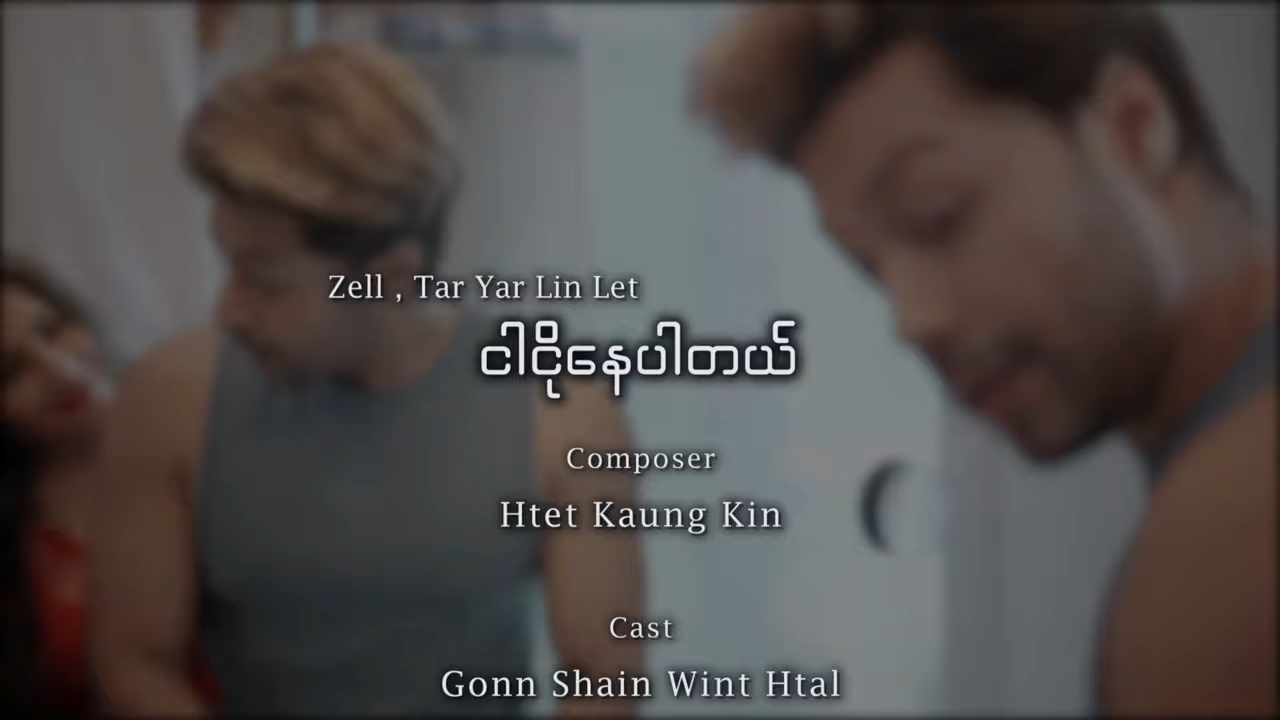 Zell , Tar Yar Lin Let
ငါငိုနေပါတယ်
Composer
Htet Kaung Kin
Cast
Gonn Shain Wint Htal